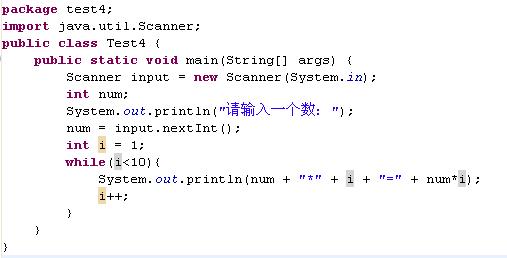 package test4;
import java.util.Scanner;
public class Test4 {
    public static void main(String[] args) {
        Scanner input = new Scanner(System.in);
        int num;
        System.out.println("请输入一个数: ");
        num = input.nextInt();
        int i = 1;
        while(i<10){
            System.out.println(num + "*" + i + "=" + num*i);
            i++;
        }
    }
}